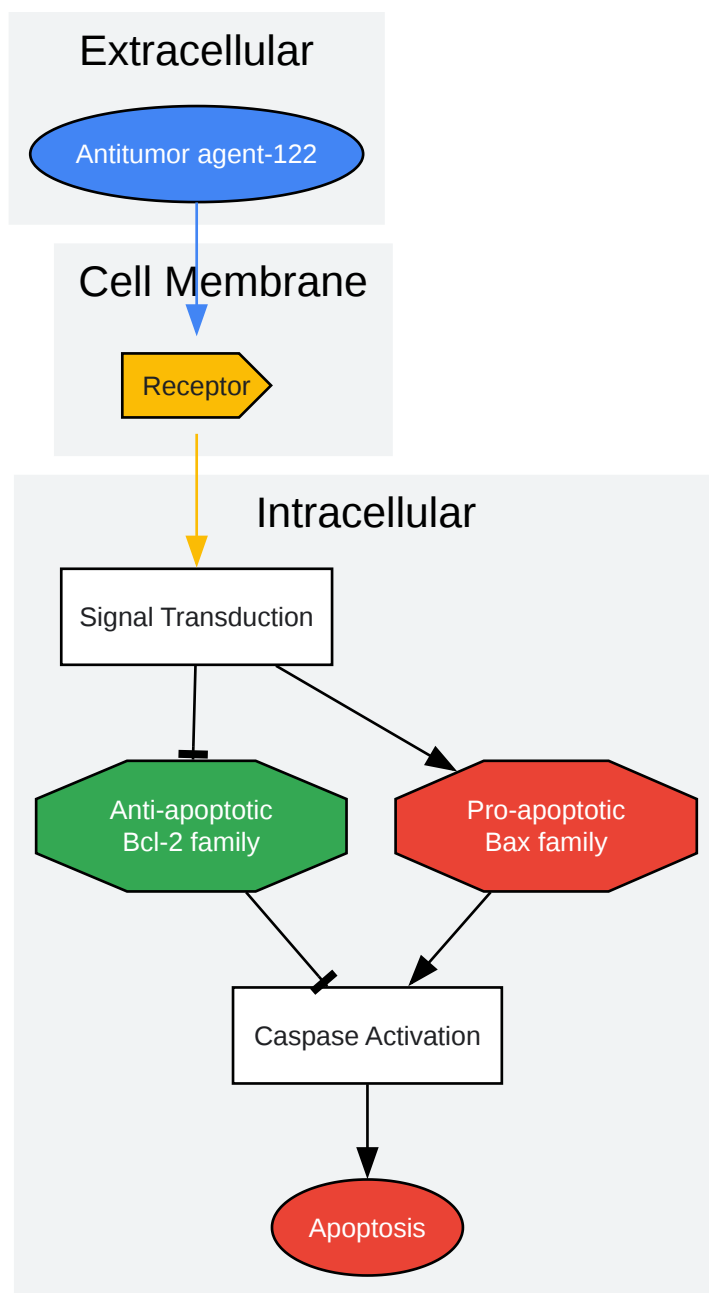 Extracellular
Antitumor agent-122
Cell Membrane
Receptor
Intracellular
Signal Transduction
Anti-apoptotic
Bcl-2 family
Pro-apoptotic
Bax family
Caspase Activation
Apoptosis